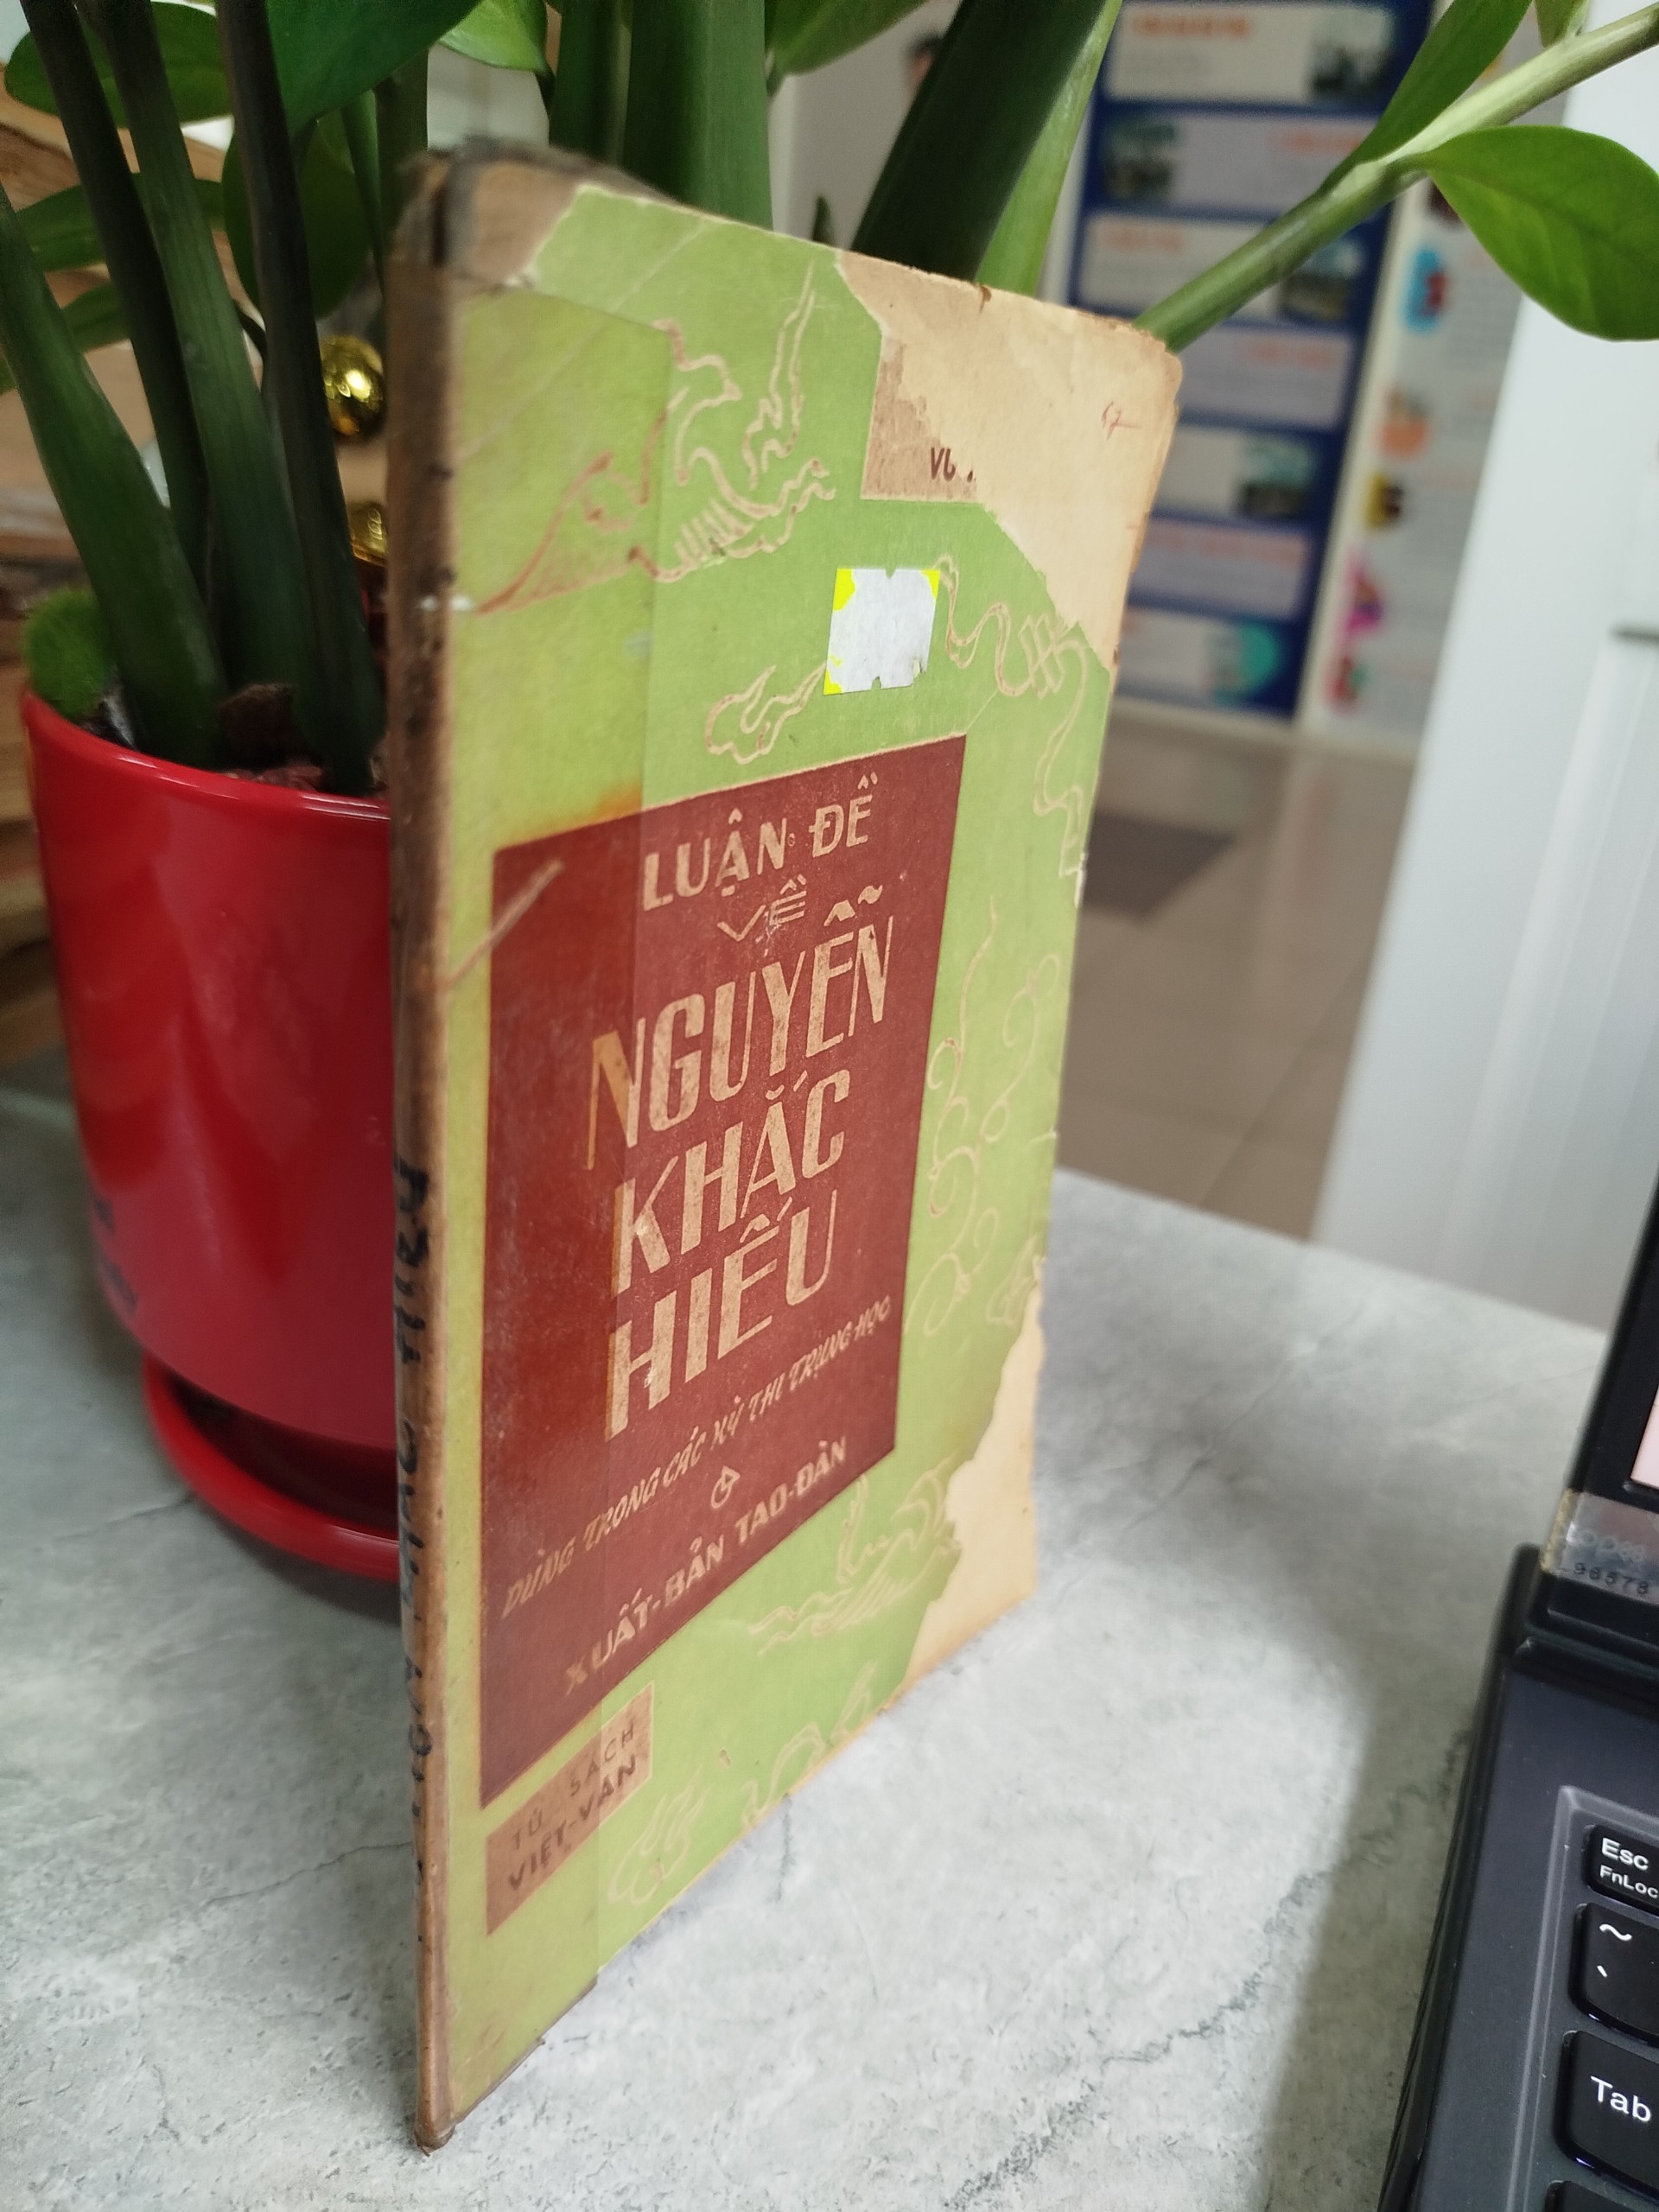 LUẬN ĐỀ
VỀ
NGUYỄN
KHẮC
HIẾU
DÙNG TRONG CÁC KỲ THI TRUNG HỌC
XUẤT-BẢN TAO-ĐÀN
TỦ SÁCH
VIỆT-VĂN
Esc
FnLoc
~
Tab